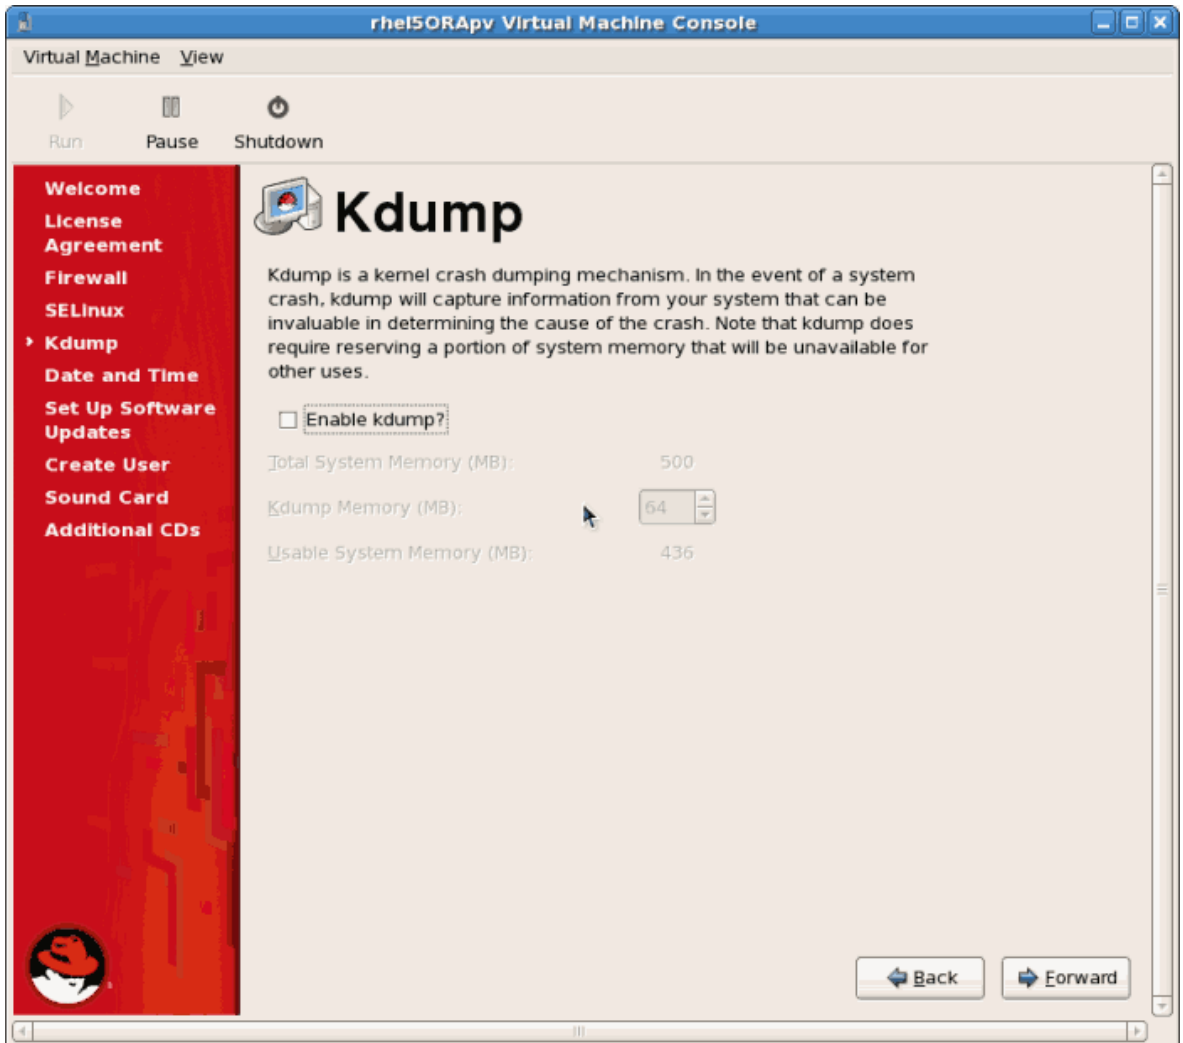 rhel5ORApv Virtual Machine Console
Virtual Machine View
Run Pause Shutdown
Welcome
License
Agreement
Firewall
SELinux
Kdump
Date and Time
Set Up Software
Updates
Create User
Sound Card
Additional CDs
Kdump
Kdump is a kernel crash dumping mechanism. In the event of a system
crash, kdump will capture information from your system that can be
invaluable in determining the cause of the crash. Note that kdump does
require reserving a portion of system memory that will be unavailable for
other uses.
Enable kdump?
Total System Memory (MB): 500
Kdump Memory (MB): 64
Usable System Memory (MB): 436
Back Forward